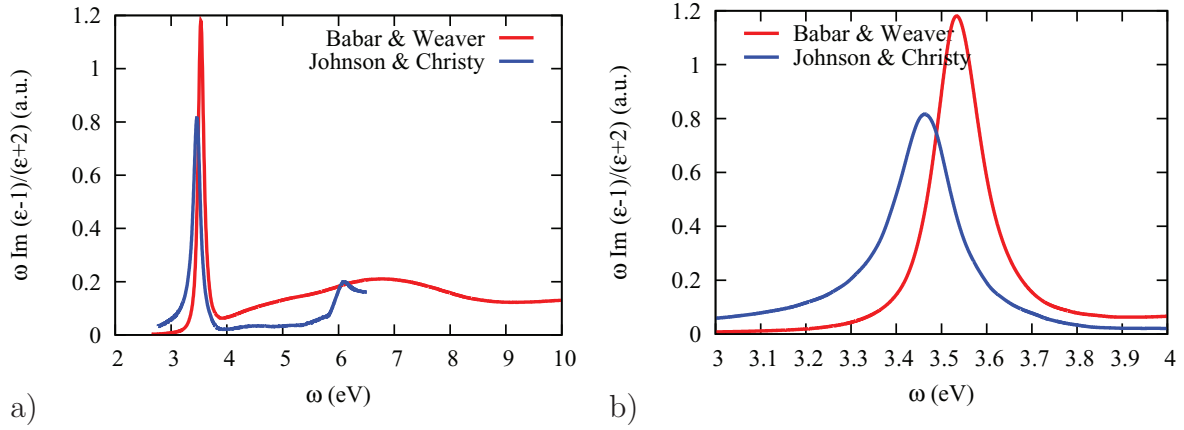 1.2
1
0.8
0.6
0.4
0.2
0
ω Im (ε-1)/(ε+2) (a.u.)
Babar & Weaver
Johnson & Christy
2 3 4 5 6 7 8 9 10
ω (eV)
a)
1.2
1
0.8
0.6
0.4
0.2
0
ω Im (ε-1)/(ε+2) (a.u.)
Babar & Weaver
Johnson & Christy
3 3.1 3.2 3.3 3.4 3.5 3.6 3.7 3.8 3.9 4
ω (eV)
b)